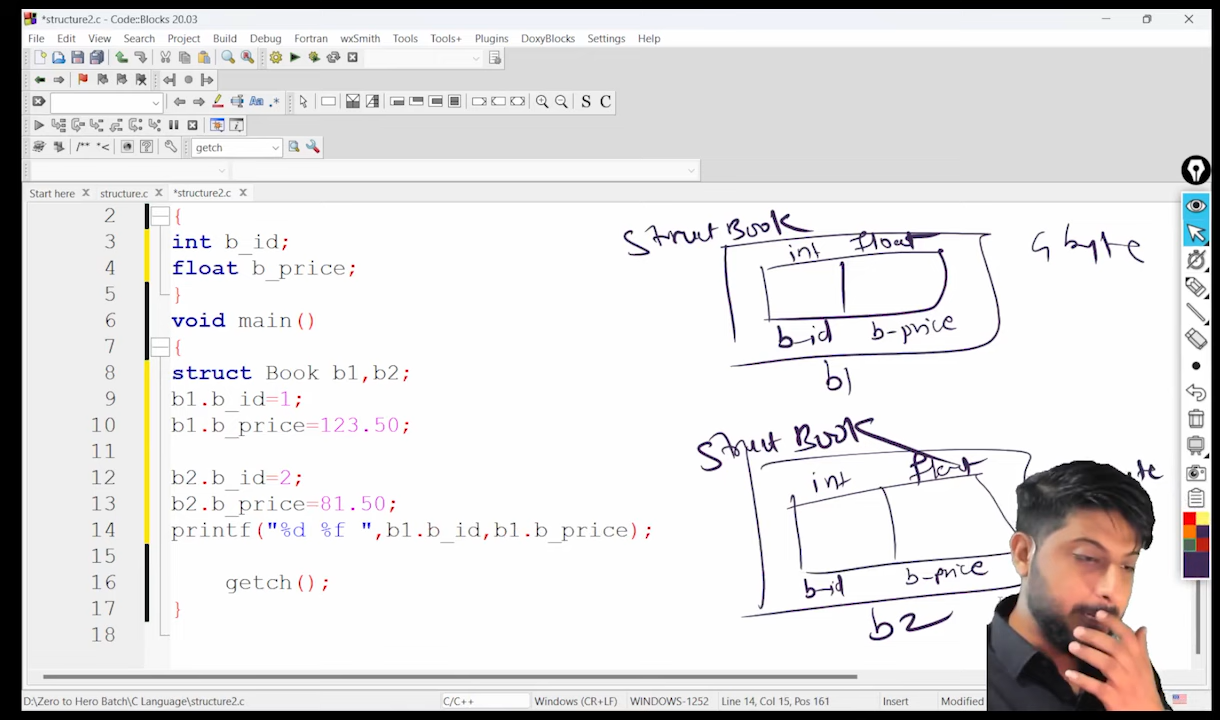 *structure2.c - Code::Blocks 20.03
File Edit View Search Project Build Debug Fortran wxSmith Tools Tools+ Plugins DoxyBlocks Settings Help
S C
/** *<
getch
Start here structure.c *structure2.c
2 {
3 int b_id;
4 float b_price;
5 }
6 void main()
7 {
8 struct Book b1,b2;
9 b1.b_id=1;
10 b1.b_price=123.50;
11
12 b2.b_id=2;
13 b2.b_price=81.50;
14 printf("%d %f ",b1.b_id,b1.b_price);
15
16 getch();
17 }
18
Struct Book
int float
b-id b-price
b1
byte
Struct Book
int float
b-id b-price
b2
D:\Zero to Hero Batch\C Language\structure2.c C/C++ Windows (CR+LF) WINDOWS-1252 Line 14, Col 15, Pos 161 Insert Modified